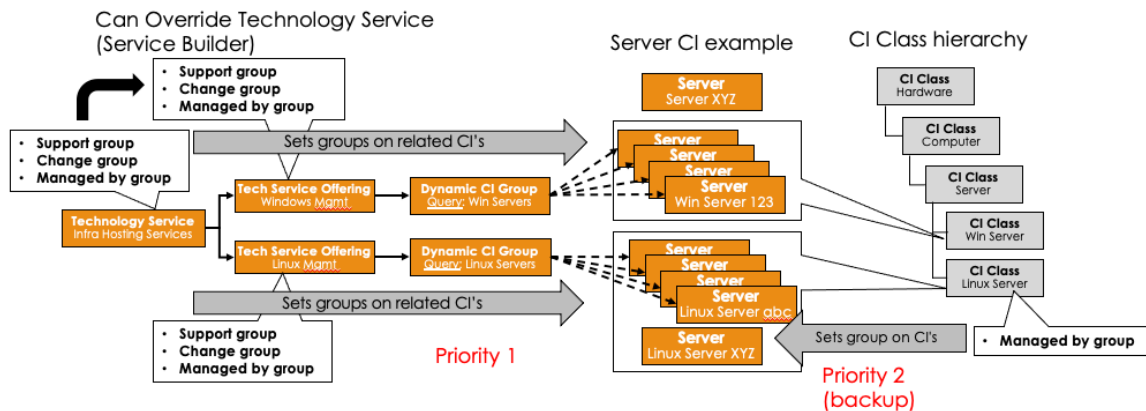 Can Override Technology Service
(Service Builder)
Server CI example
CI Class hierarchy
• Support group
• Change group
• Managed by group
• Support group
• Change group
• Managed by group
Sets groups on related CI's
Technology Service
Infra Hosting Services
Tech Service Offering
Windows Mgmt
Dynamic CI Group
Query: Win Servers
Tech Service Offering
Linux Mgmt
Dynamic CI Group
Query: Linux Servers
Sets groups on related CI's
• Support group
• Change group
• Managed by group
Priority 1
Server
Server XYZ
Server
Server
Server
Server
Win Server 123
Server
Server
Server
Server
Linux Server abc
Server
Linux Server XYZ
CI Class
Hardware
CI Class
Computer
CI Class
Server
CI Class
Win Server
CI Class
Linux Server
Sets group on CI's
• Managed by group
Priority 2
(backup)